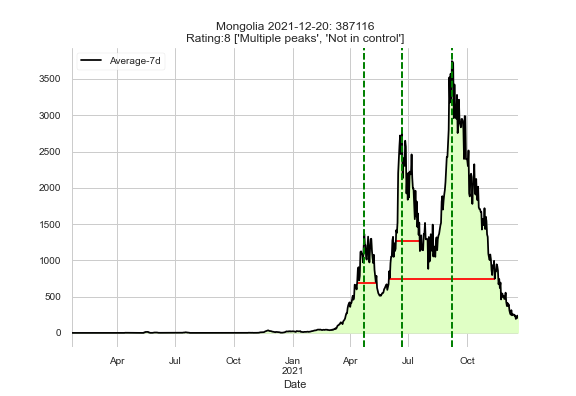 Mongolia 2021-12-20: 387116
Rating:8 ['Multiple peaks', 'Not in control']
Average-7d
3500
3000
2500
2000
1500
1000
500
0
Apr Jul Oct Jan Apr Jul Oct
2021
Date